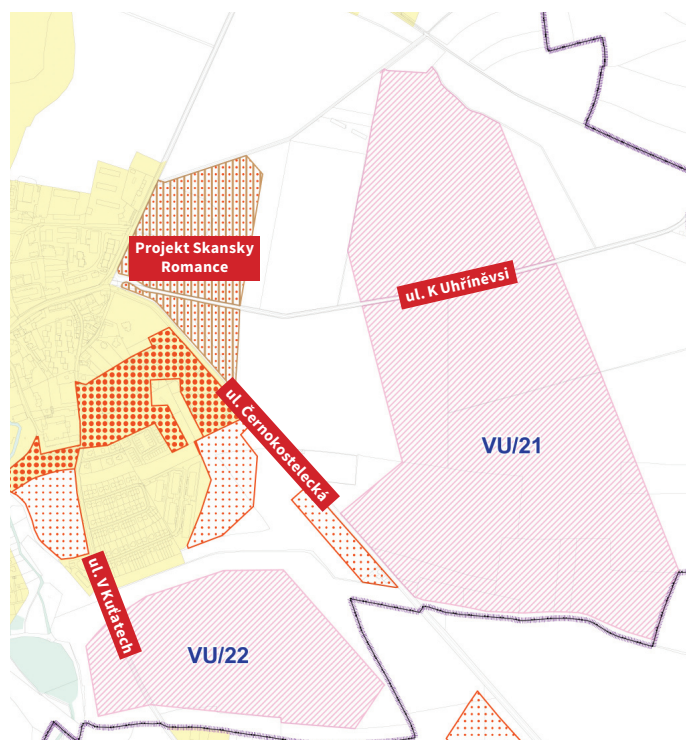 Projekt Skansky
Romance
ul. K Uhříněvsi
ul. Černokostelecká
VU/21
ul. V Kuťatech
VU/22